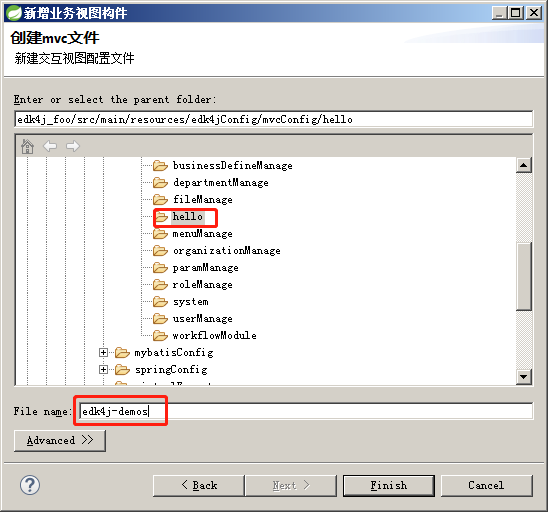 新增业务视图构件
创建mvc文件
新建交互视图配置文件
Enter or select the parent folder:
edk4j_foo/src/main/resources/edk4jConfig/mvcConfig/hello
businessDefineManage
departmentManage
fileManage
hello
menuManage
organizationManage
paramManage
roleManage
system
userManage
workflowModule
mybatisConfig
springConfig
File name: edk4j-demos
Advanced >>
< Back Next > Finish Cancel